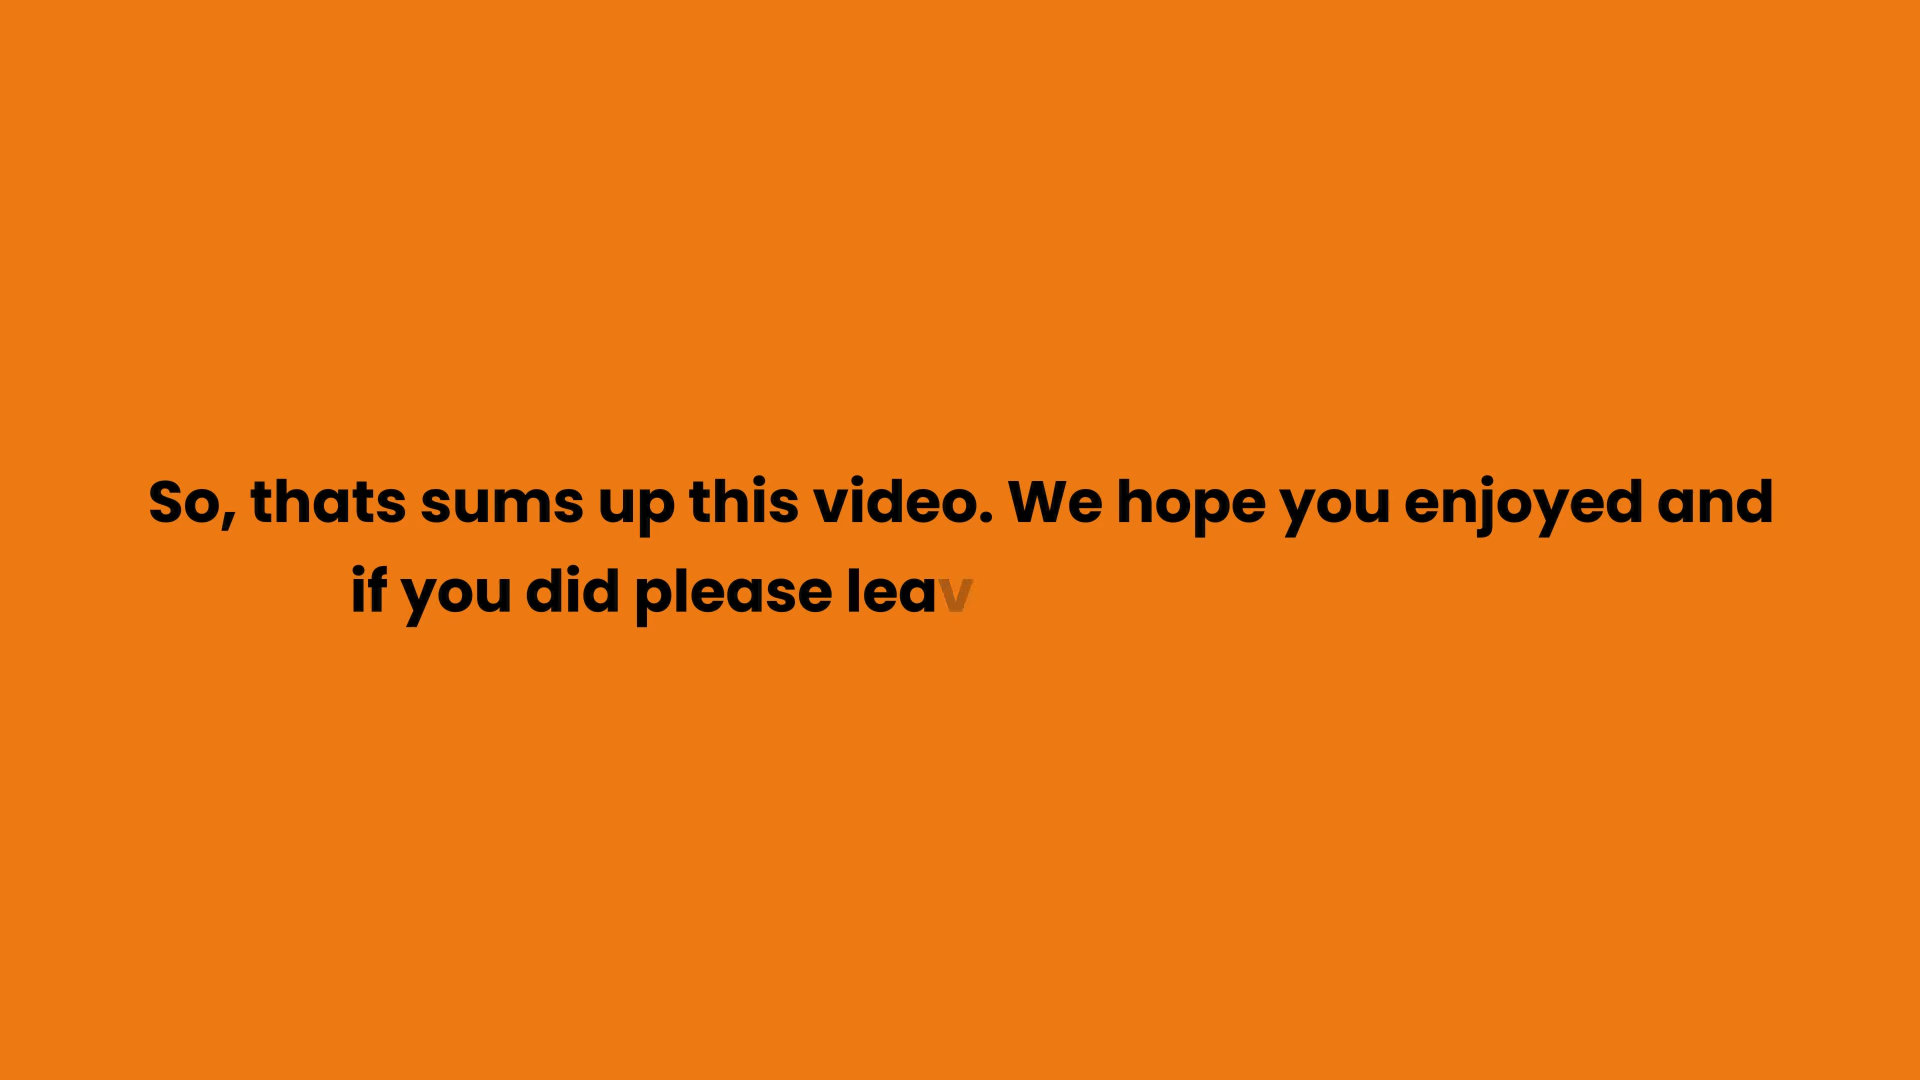 So, thats sums up this video. We hope you enjoyed and
if you did please leav